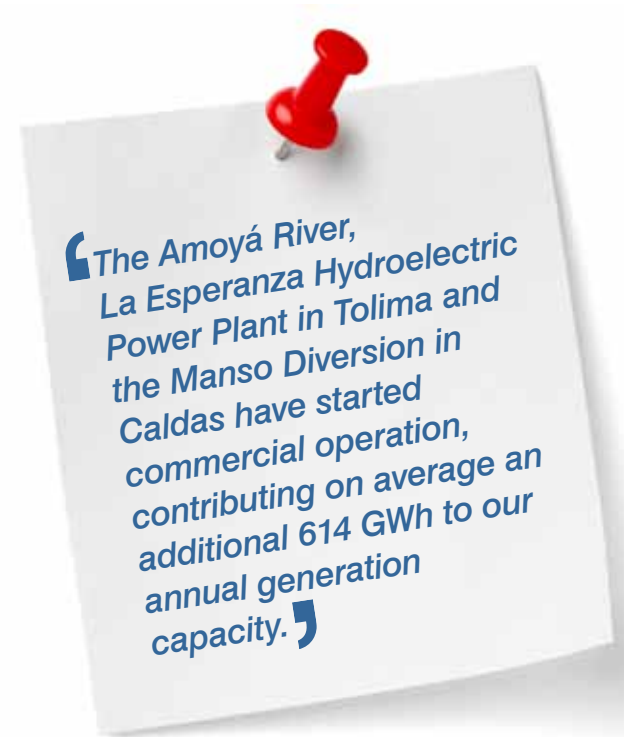 ❛The Amoyá River,
La Esperanza Hydroelectric
Power Plant in Tolima and
the Manso Diversion in
Caldas have started
commercial operation,
contributing on average an
additional 614 GWh to our
annual generation
capacity.❜